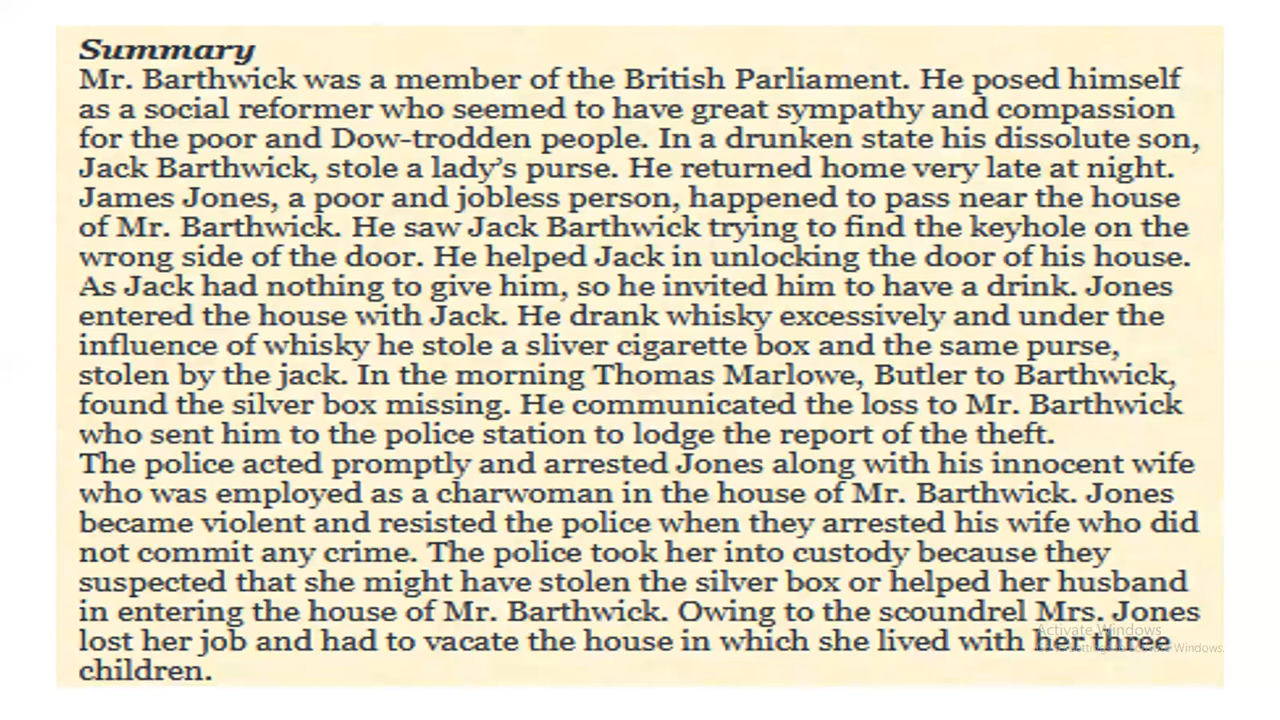 Summary
Mr. Barthwick was a member of the British Parliament. He posed himself
as a social reformer who seemed to have great sympathy and compassion
for the poor and Dow-trodden people. In a drunken state his dissolute son,
Jack Barthwick, stole a lady's purse. He returned home very late at night.
James Jones, a poor and jobless person, happened to pass near the house
of Mr. Barthwick. He saw Jack Barthwick trying to find the keyhole on the
wrong side of the door. He helped Jack in unlocking the door of his house.
As Jack had nothing to give him, so he invited him to have a drink. Jones
entered the house with Jack. He drank whisky excessively and under the
influence of whisky he stole a sliver cigarette box and the same purse,
stolen by the jack. In the morning Thomas Marlowe, Butler to Barthwick,
found the silver box missing. He communicated the loss to Mr. Barthwick
who sent him to the police station to lodge the report of the theft.
The police acted promptly and arrested Jones along with his innocent wife
who was employed as a charwoman in the house of Mr. Barthwick. Jones
became violent and resisted the police when they arrested his wife who did
not commit any crime. The police took her into custody because they
suspected that she might have stolen the silver box or helped her husband
in entering the house of Mr. Barthwick. Owing to the scoundrel Mrs. Jones
lost her job and had to vacate the house in which she lived with her three
children.
Activate Windows
Windows.